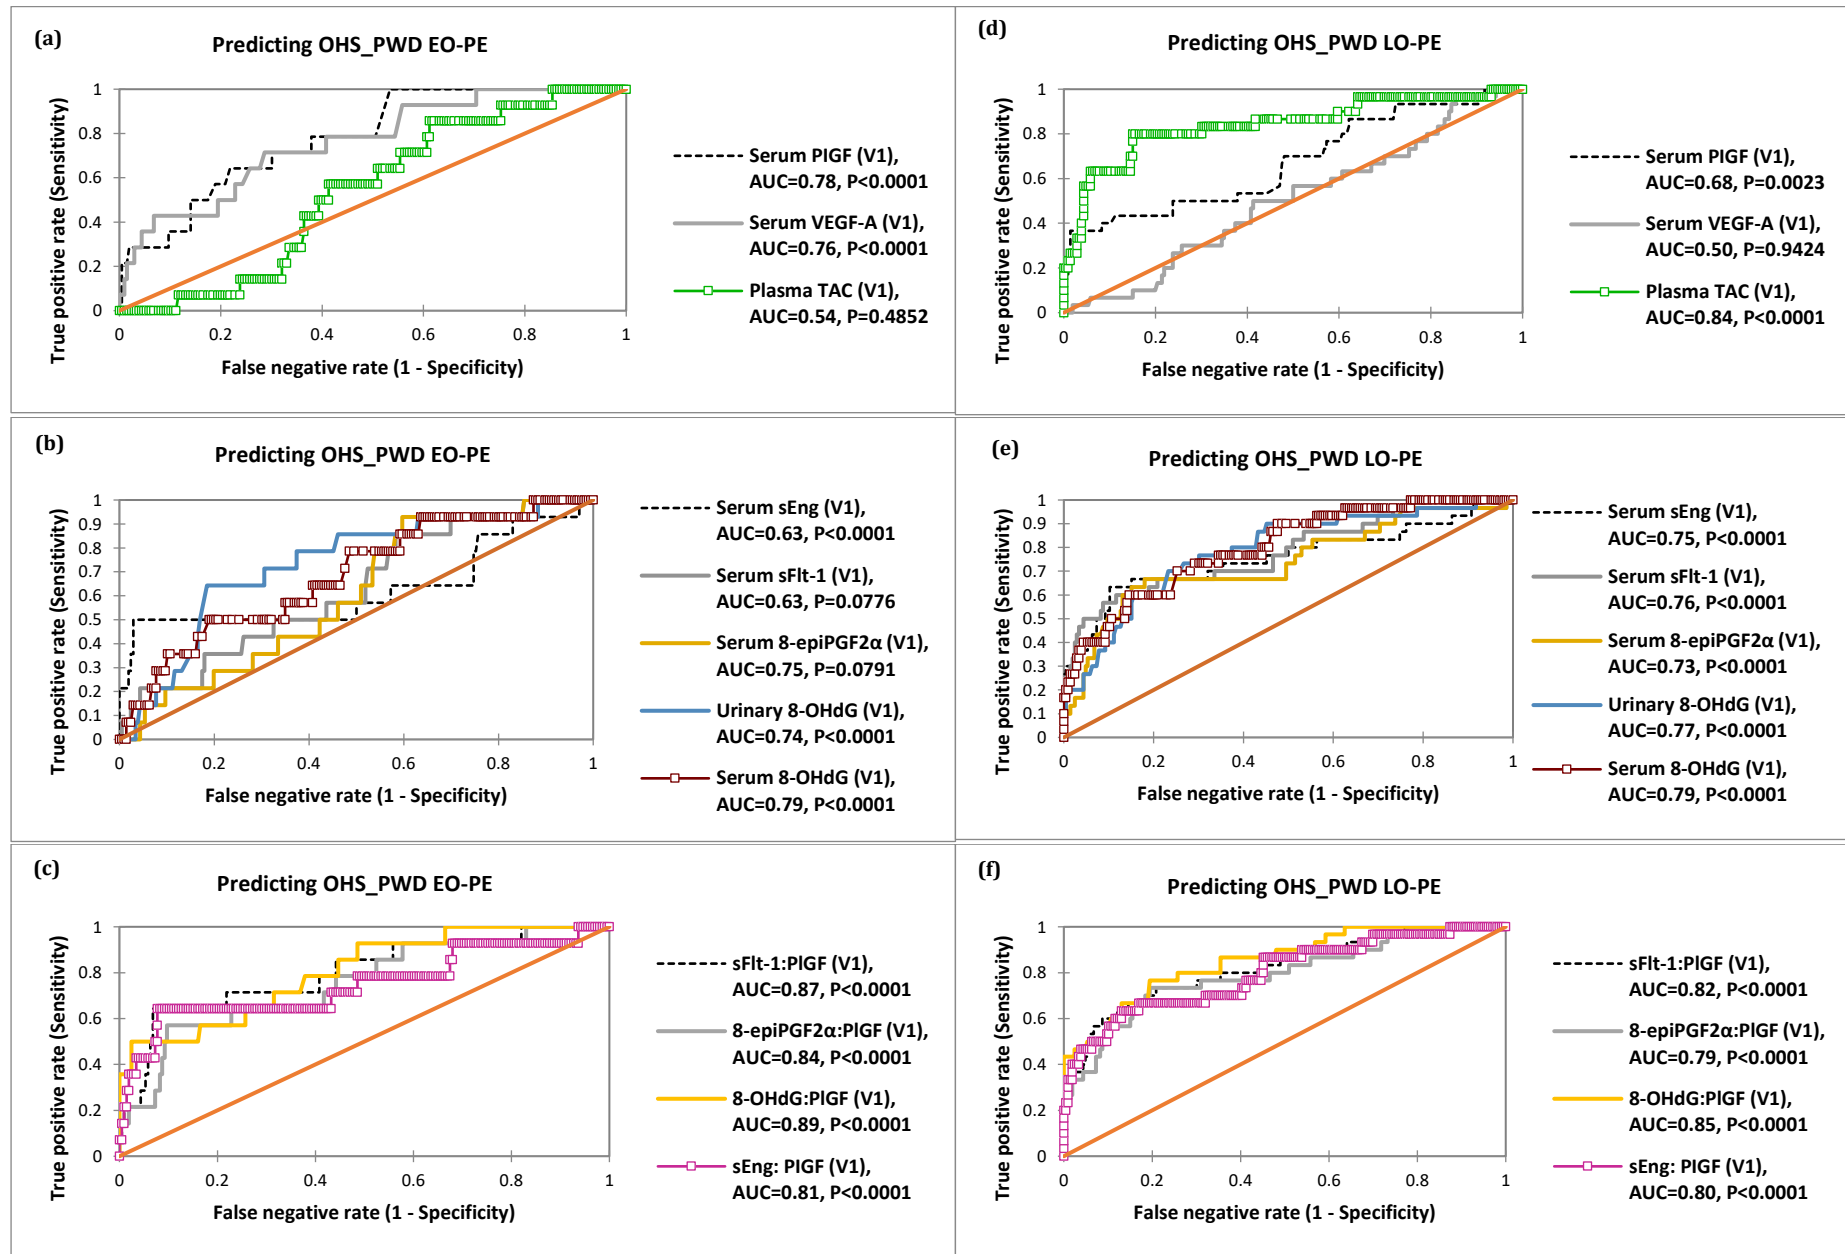 (a)
Predicting OHS_PWD EO-PE
True positive rate (Sensitivity)
1
0.8
0.6
0.4
0.2
0
0
0.2
0.4
0.6
0.8
1
False negative rate (1 - Specificity)
Serum PIGF (V1),
AUC=0.78, P<0.0001
Serum VEGF-A (V1),
AUC=0.76, P<0.0001
Plasma TAC (V1),
AUC=0.54, P=0.4852
(d)
Predicting OHS_PWD LO-PE
True positive rate (Sensitivity)
1
0.8
0.6
0.4
0.2
0
0
0.2
0.4
0.6
0.8
1
False negative rate (1 - Specificity)
Serum PIGF (V1),
AUC=0.68, P=0.0023
Serum VEGF-A (V1),
AUC=0.50, P=0.9424
Plasma TAC (V1),
AUC=0.84, P<0.0001
(b)
Predicting OHS_PWD EO-PE
True positive rate (Sensitivity)
1
0.9
0.8
0.7
0.6
0.5
0.4
0.3
0.2
0.1
0
0
0.2
0.4
0.6
0.8
1
False negative rate (1 - Specificity)
Serum sEng (V1),
AUC=0.63, P<0.0001
Serum sFlt-1 (V1),
AUC=0.63, P=0.0776
Serum 8-epiPGF2α (V1),
AUC=0.75, P=0.0791
Urinary 8-OHdG (V1),
AUC=0.74, P<0.0001
Serum 8-OHdG (V1),
AUC=0.79, P<0.0001
(e)
Predicting OHS_PWD LO-PE
True positive rate (Sensitivity)
1
0.9
0.8
0.7
0.6
0.5
0.4
0.3
0.2
0.1
0
0
0.2
0.4
0.6
0.8
1
False negative rate (1 - Specificity)
Serum sEng (V1),
AUC=0.75, P<0.0001
Serum sFlt-1 (V1),
AUC=0.76, P<0.0001
Serum 8-epiPGF2α (V1),
AUC=0.73, P<0.0001
Urinary 8-OHdG (V1),
AUC=0.77, P<0.0001
Serum 8-OHdG (V1),
AUC=0.79, P<0.0001
(c)
Predicting OHS_PWD EO-PE
True positive rate (Sensitivity)
1
0.8
0.6
0.4
0.2
0
0
0.2
0.4
0.6
0.8
1
False negative rate (1 - Specificity)
sFlt-1:PIGF (V1),
AUC=0.87, P<0.0001
8-epiPGF2α:PIGF (V1),
AUC=0.84, P<0.0001
8-OHdG:PIGF (V1),
AUC=0.89, P<0.0001
sEng: PIGF (V1),
AUC=0.81, P<0.0001
(f)
Predicting OHS_PWD LO-PE
True positive rate (Sensitivity)
1
0.8
0.6
0.4
0.2
0
0
0.2
0.4
0.6
0.8
1
False negative rate (1 - Specificity)
sFlt-1:PIGF (V1),
AUC=0.82, P<0.0001
8-epiPGF2α:PIGF (V1),
AUC=0.79, P<0.0001
8-OHdG:PIGF (V1),
AUC=0.85, P<0.0001
sEng: PIGF (V1),
AUC=0.80, P<0.0001